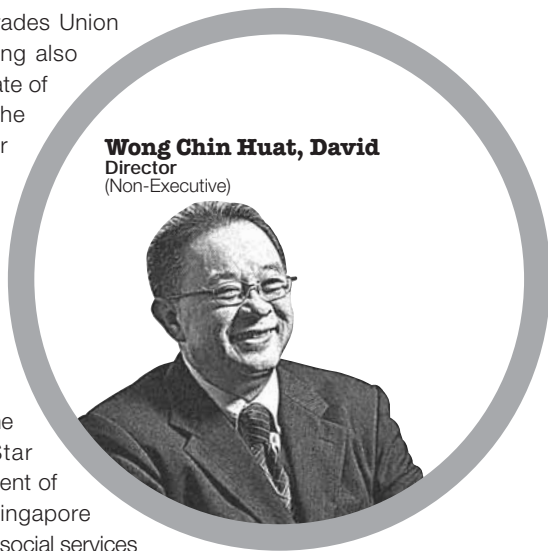 ades Union
ng also
ate of
he
r
Wong Chin Huat, David
Director
(Non-Executive)
ne
Star
ent of
ingapore
social services